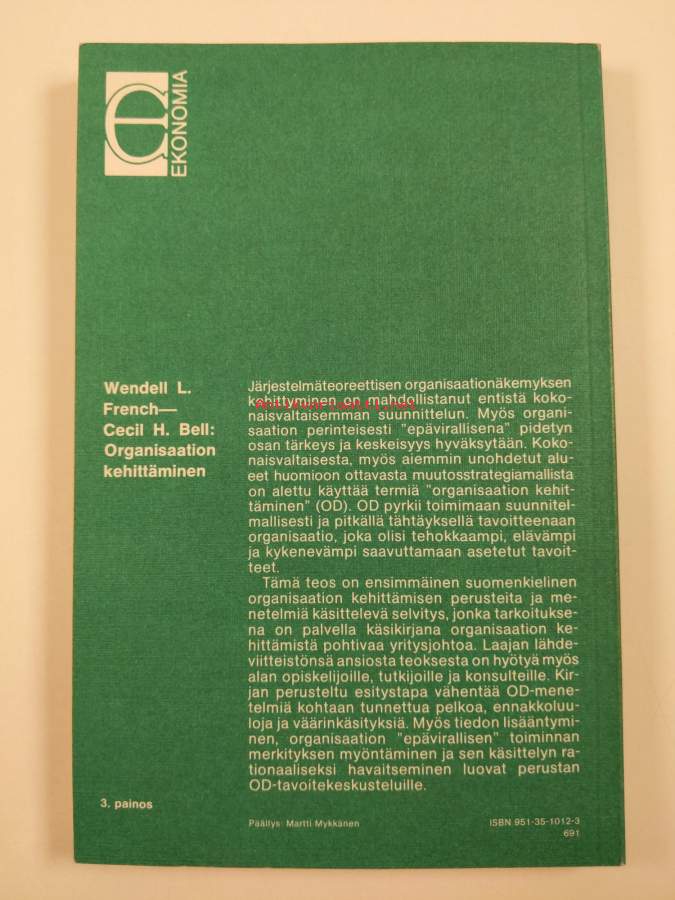 EKONOMIA
Wendell L.
French—
Cecil H. Bell:
Organisaation
kehittäminen
Järjestelmäteoreettisen organisaationäkemyksen
kehittyminen on mahdollistanut entistä koko-
naisvaltaisemman suunnittelun. Myös organi-
saation perinteisesti "epävirallisena" pidetyn
osan tärkeys ja keskeisyys hyväksytään. Koko-
naisvaltaisesta, myös aiemmin unohdetut alu-
eet huomioon ottavasta muutosstrategiamallista
on alettu käyttää termiä "organisaation kehit-
täminen" (OD). OD pyrkii toimimaan suunnitel-
mallisesti ja pitkällä tähtäyksellä tavoitteenaan
organisaatio, joka olisi tehokkaampi, elävämpi
ja kykenevämpi saavuttamaan asetetut tavoit-
teet.
Tämä teos on ensimmäinen suomenkielinen
organisaation kehittämisen perusteita ja me-
netelmiä käsittelevä selvitys, jonka tarkoitukse-
na on palvella käsikirjana organisaation ke-
hittämistä pohtivaa yritysjohtoa. Laajan lähde-
viitteistönsä ansiosta teoksesta on hyötyä myös
alan opiskelijoille, tutkijoille ja konsulteille. Kir-
jan perusteltu esitystapa vähentää OD-mene-
telmiä kohtaan tunnettua pelkoa, ennakkoluu-
loja ja väärinkäsityksiä. Myös tiedon lisääntymi-
nen, organisaation "epävirallisen" toiminnan
merkityksen myöntäminen ja sen käsittelyn ra-
tionaaliseksi havaitseminen luovat perustan
OD-tavoitekeskusteluille.
3. painos
Päällys: Martti Mykkänen
ISBN 951-35-1012-3
691